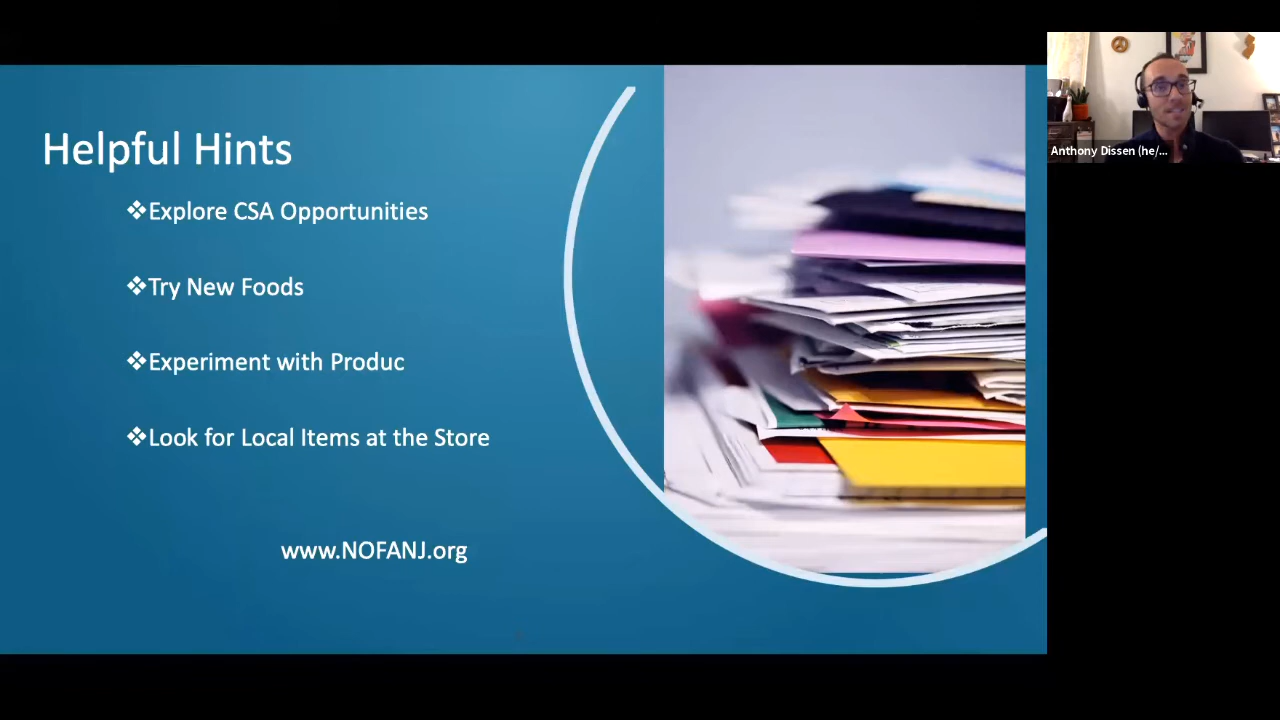 Helpful Hints
❖Explore CSA Opportunities
❖Try New Foods
❖Experiment with Produc
❖Look for Local Items at the Store
www.NOFANJ.org
Anthony Dissen (he/...